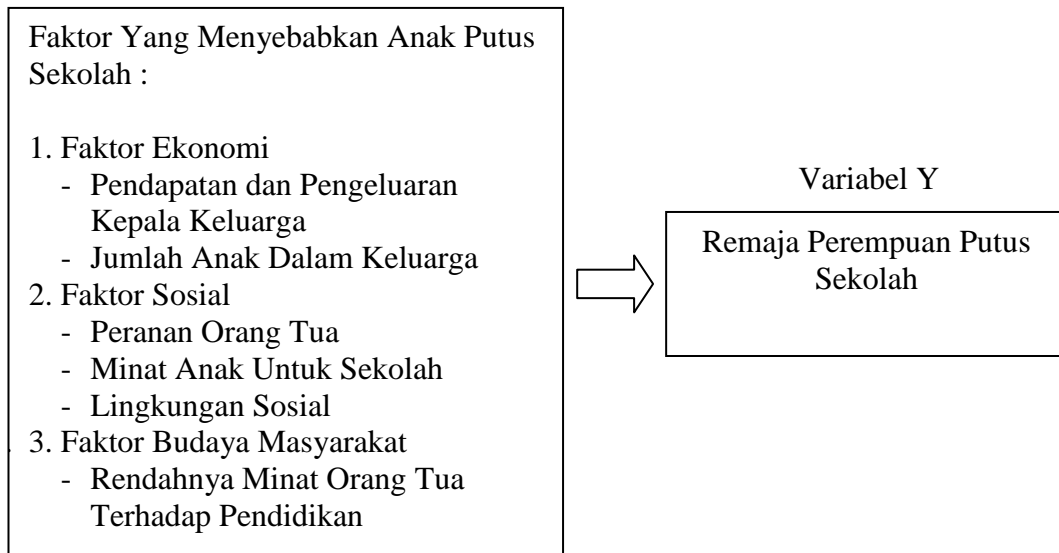 Faktor Yang Menyebabkan Anak Putus
Sekolah :
1. Faktor Ekonomi
- Pendapatan dan Pengeluaran
Kepala Keluarga
- Jumlah Anak Dalam Keluarga
2. Faktor Sosial
- Peranan Orang Tua
- Minat Anak Untuk Sekolah
- Lingkungan Sosial
3. Faktor Budaya Masyarakat
- Rendahnya Minat Orang Tua
Terhadap Pendidikan
Variabel Y
Remaja Perempuan Putus
Sekolah